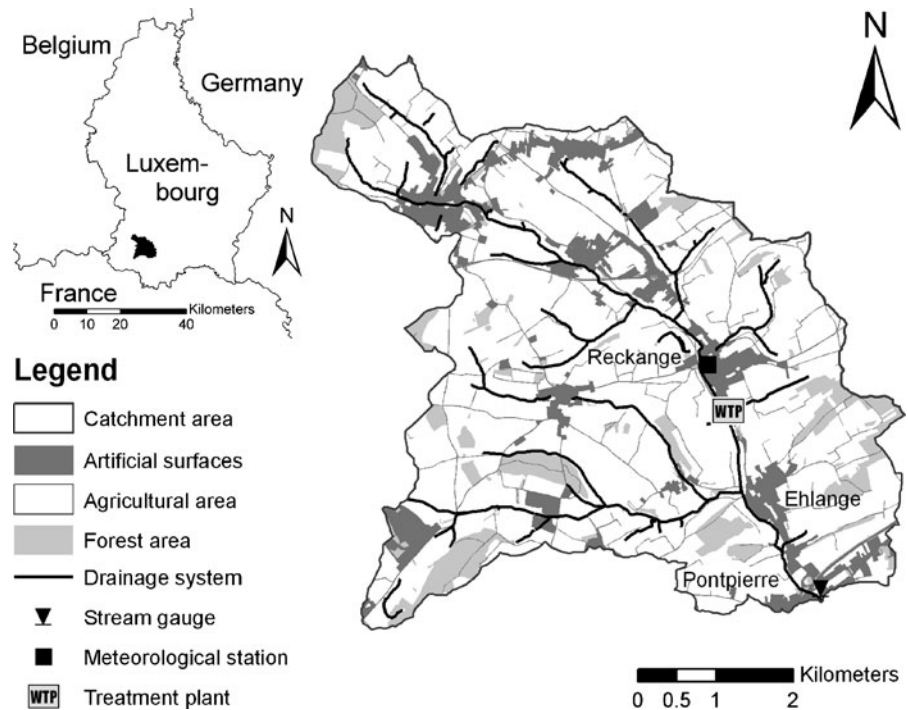 Belgium
Germany
Luxem-
bourg
N
France
Kilometers
0 10 20 40
Legend
Catchment area
Artificial surfaces
Agricultural area
Forest area
Drainage system
Stream gauge
Meteorological station
WTP Treatment plant
N
Reckange
WTP
Ehlange
Pontpierre
Kilometers
0 0.5 1 2